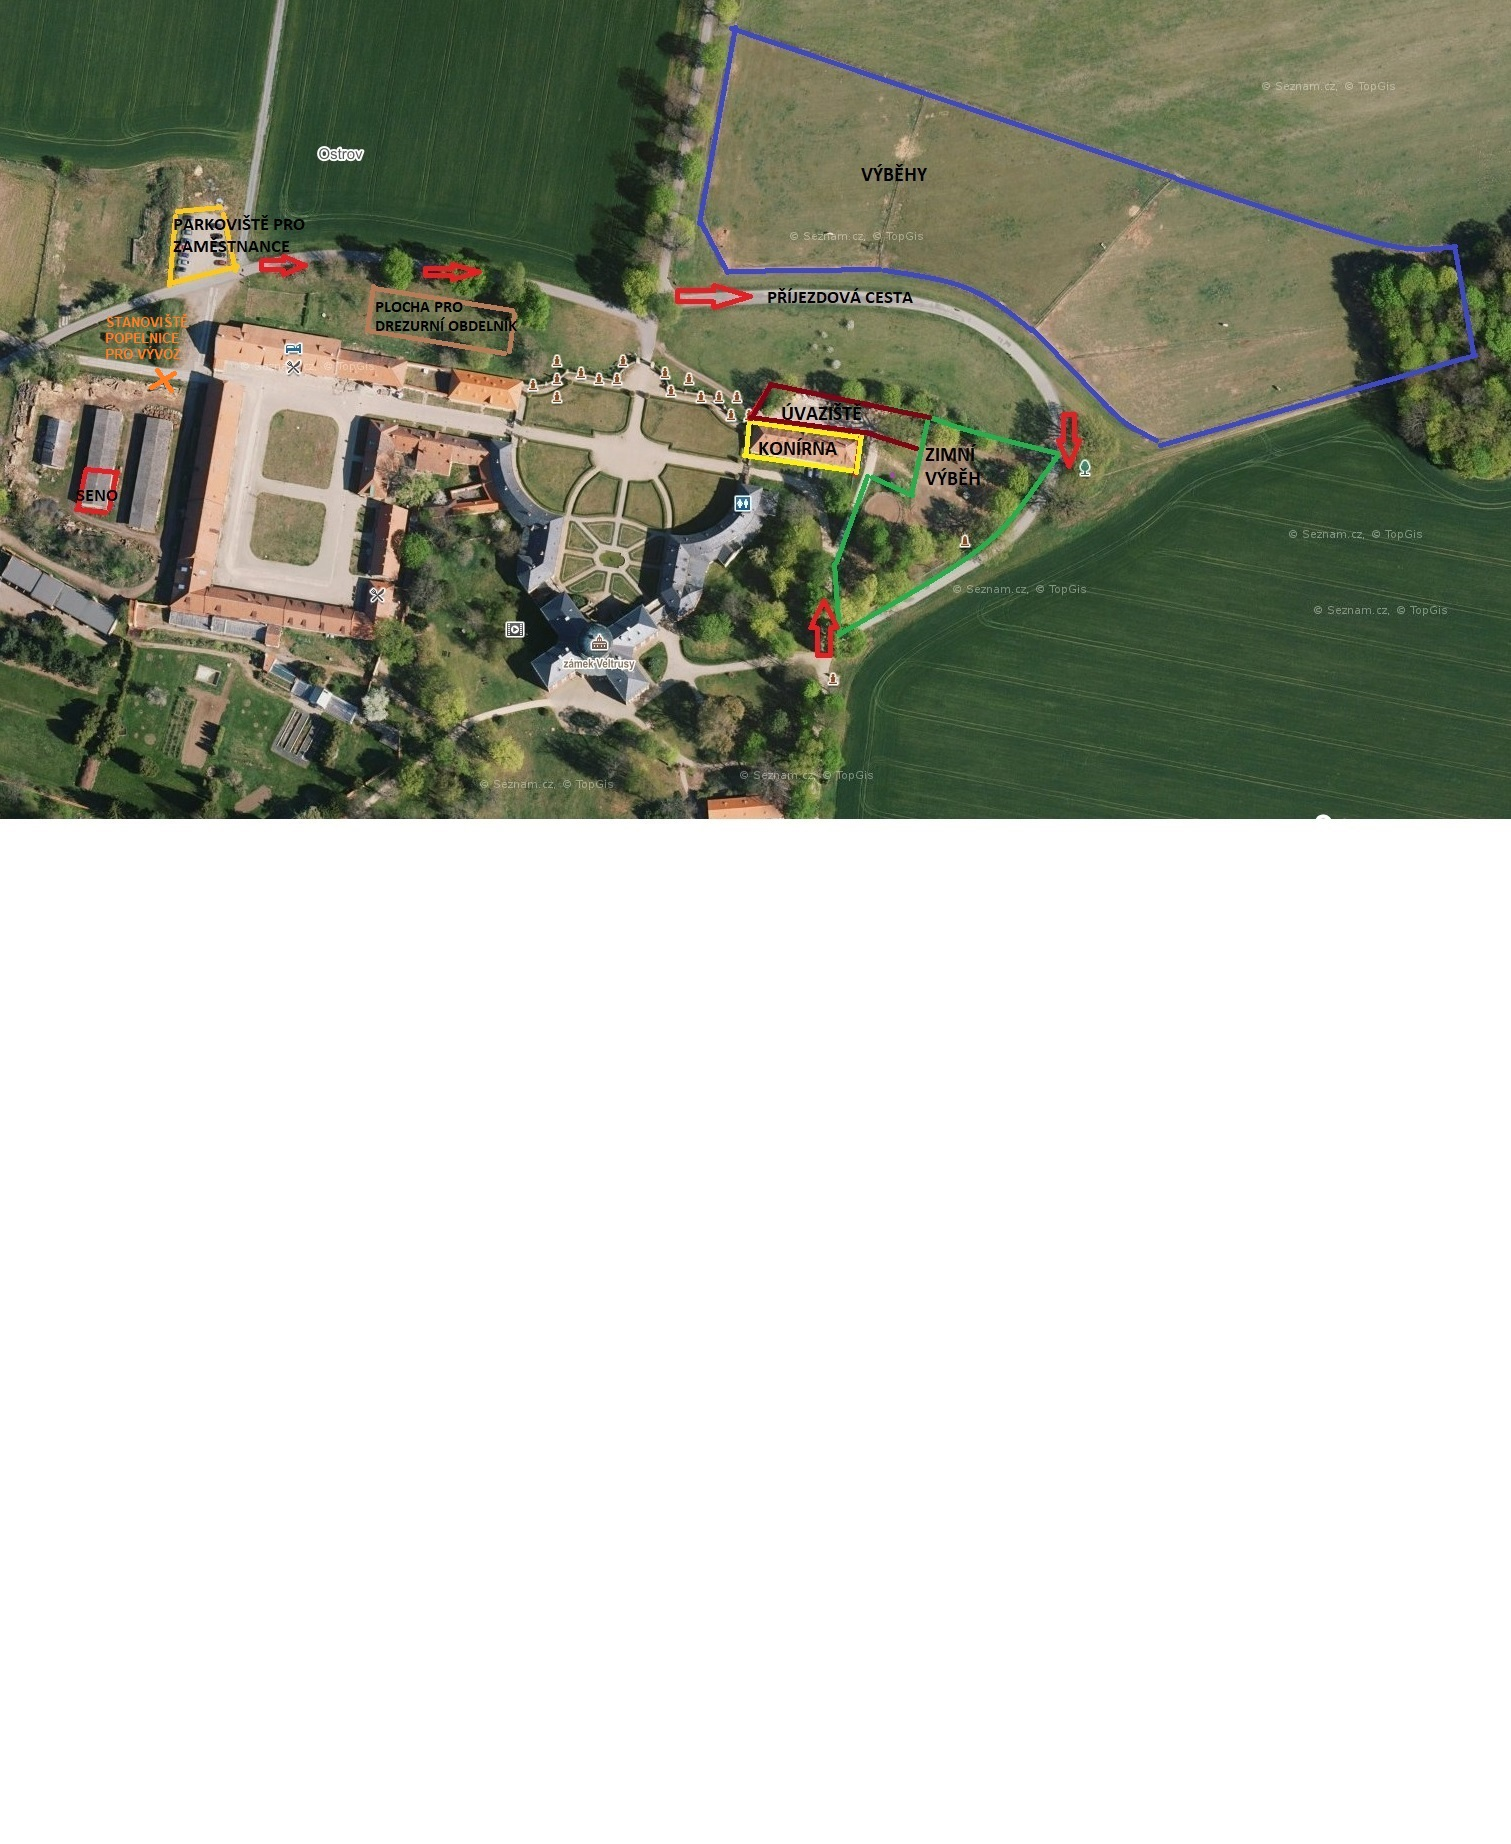 © Seznam.cz, © TopGis
Ostrov
VÝBĚHY
PARKOVIŠTĚ PRO
ZAMĚSTNANCE
© Seznam.cz, © TopGis
PŘÍJEZDOVÁ CESTA
PLOCHA PRO
DREZURNÍ OBDELNÍK
STANOVIŠTĚ
POPELNICE
PRO VÝVOZ
© Seznam.cz, © TopGis
ÚVAZIŠTĚ
KONÍRNA
ZIMNÍ
VÝBĚH
SENO
© Seznam.cz, © TopGis
© Seznam.cz, © TopGis
© Seznam.cz, © TopGis
zámek Veltrusy
© Seznam.cz, © TopGis
© Seznam.cz, © TopGis